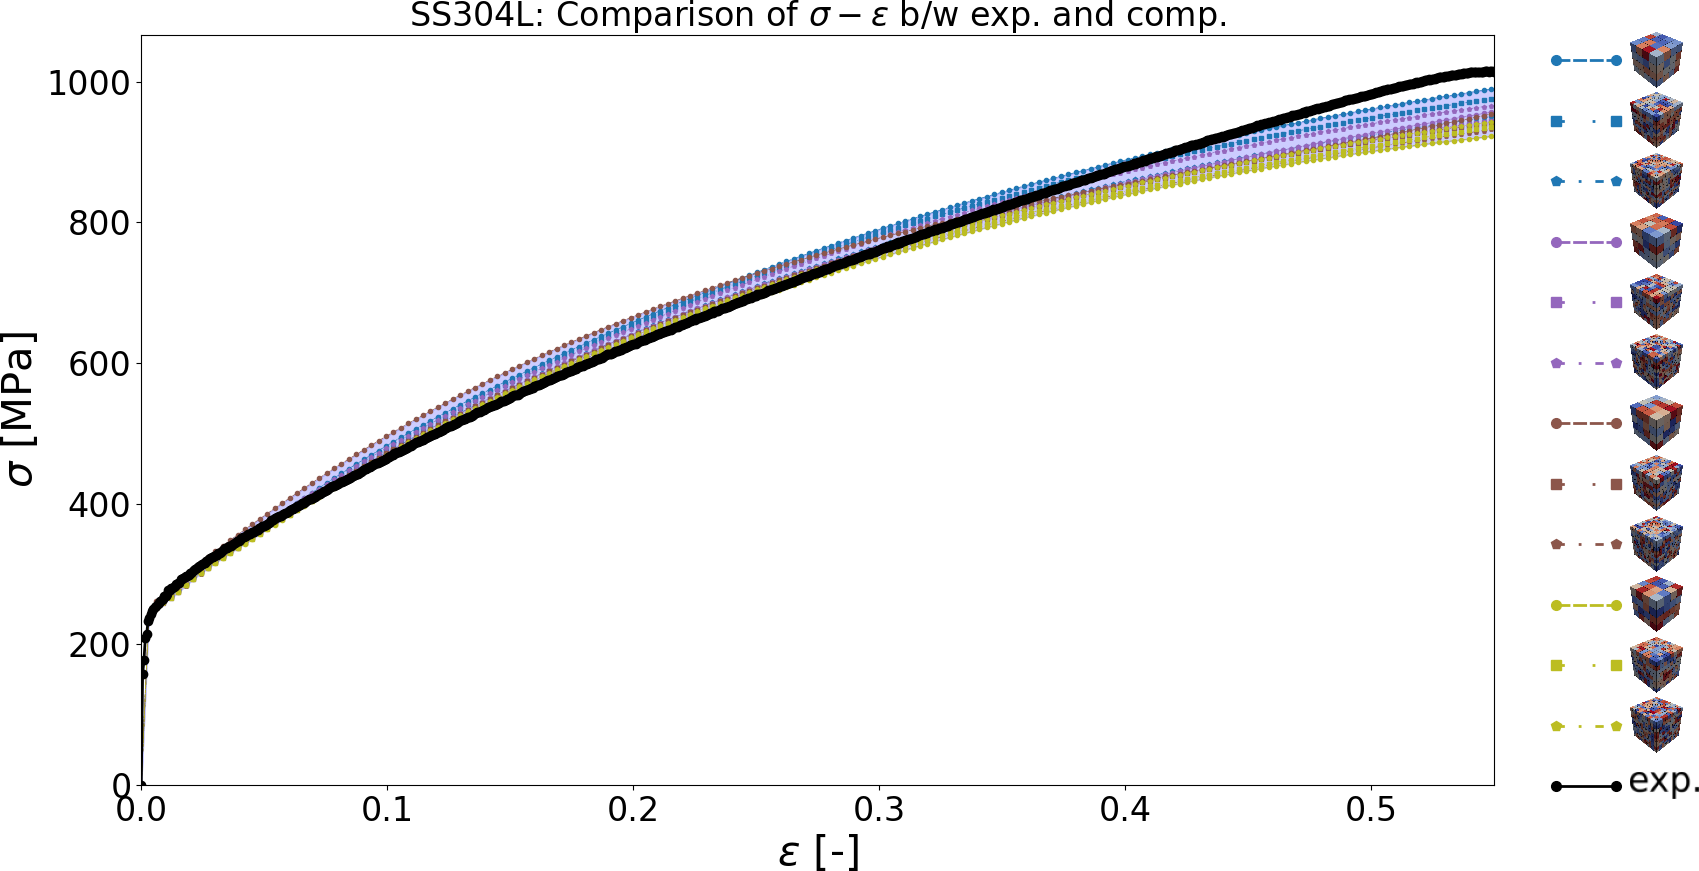 SS304L: Comparison of σ − ε b/w exp. and comp.
1000
800
600
400
200
0
σ [MPa]
0.0 0.1 0.2 0.3 0.4 0.5
ε [-]
exp.